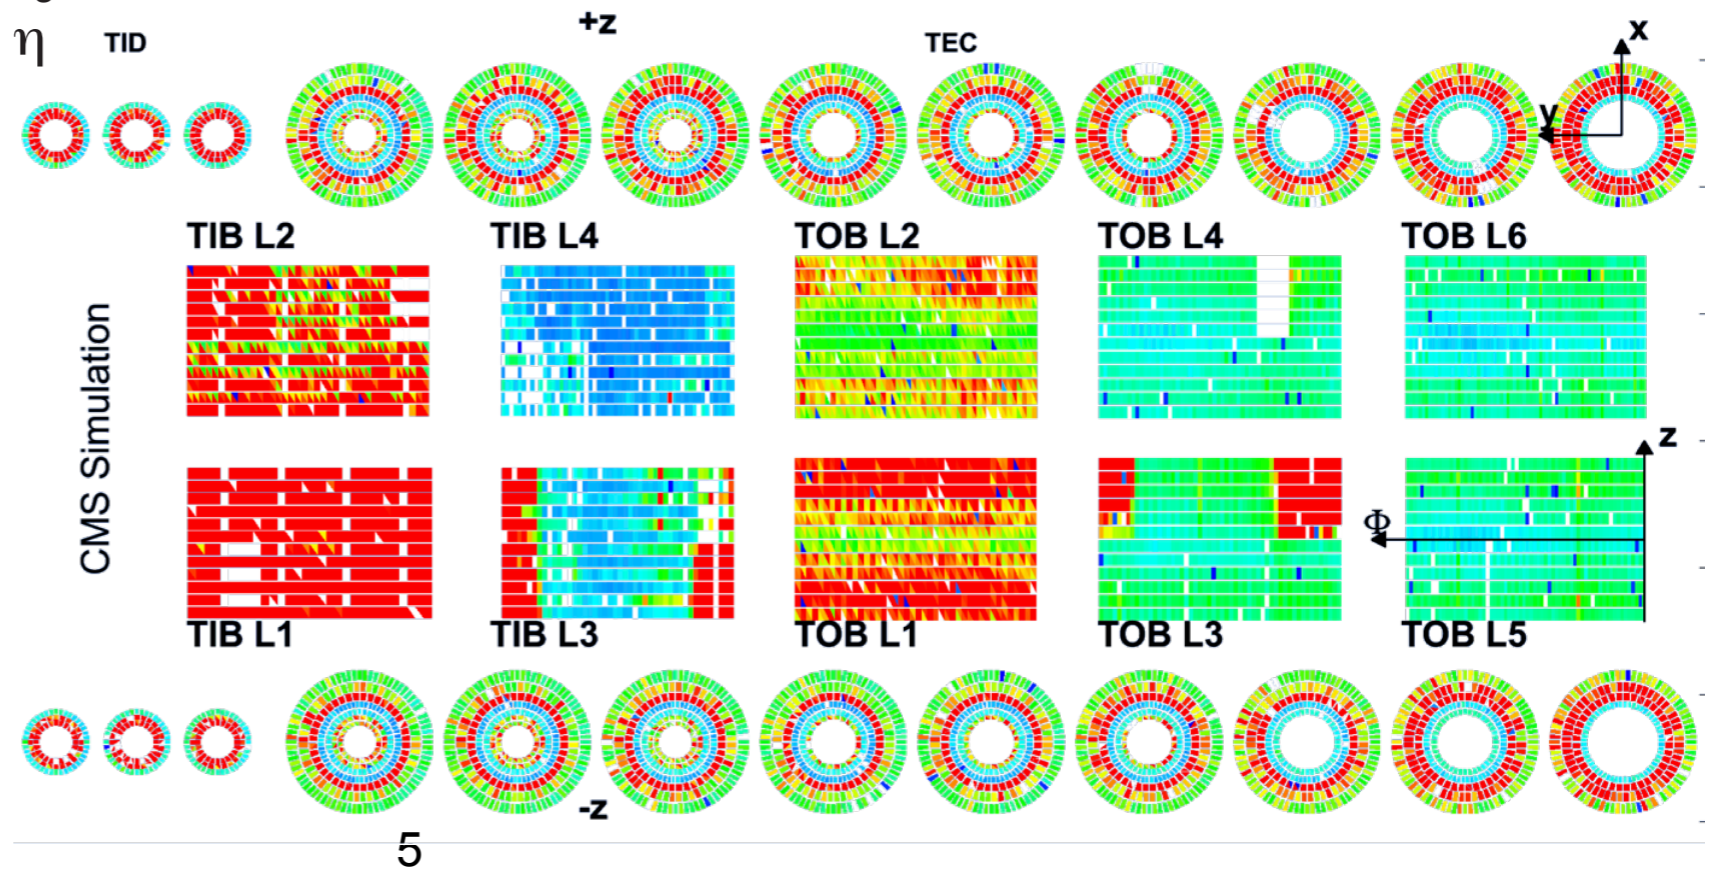 +z
η
TID
TEC
x
y
TIB L2
TIB L4
TOB L2
TOB L4
TOB L6
CMS Simulation
z
Φ
TIB L1
TIB L3
TOB L1
TOB L3
TOB L5
-z
5